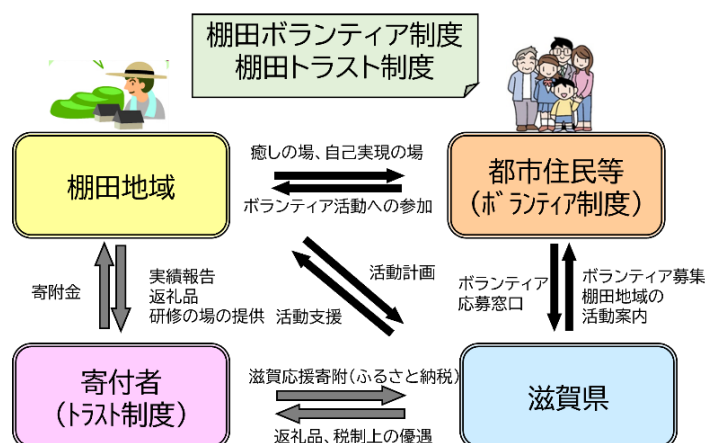 棚田ボランティア制度
棚田トラスト制度
棚田地域
癒しの場、自己実現の場
ボランティア活動への参加
都市住民等
（ﾎﾞﾗﾝﾃｨｱ制度）
寄附金
実績報告
返礼品
研修の場の提供
活動支援
活動計画
ボランティア
応募窓口
ボランティア募集
棚田地域の
活動案内
寄付者
（ﾄﾗｽﾄ制度）
滋賀応援寄附（ふるさと納税）
返礼品、税制上の優遇
滋賀県